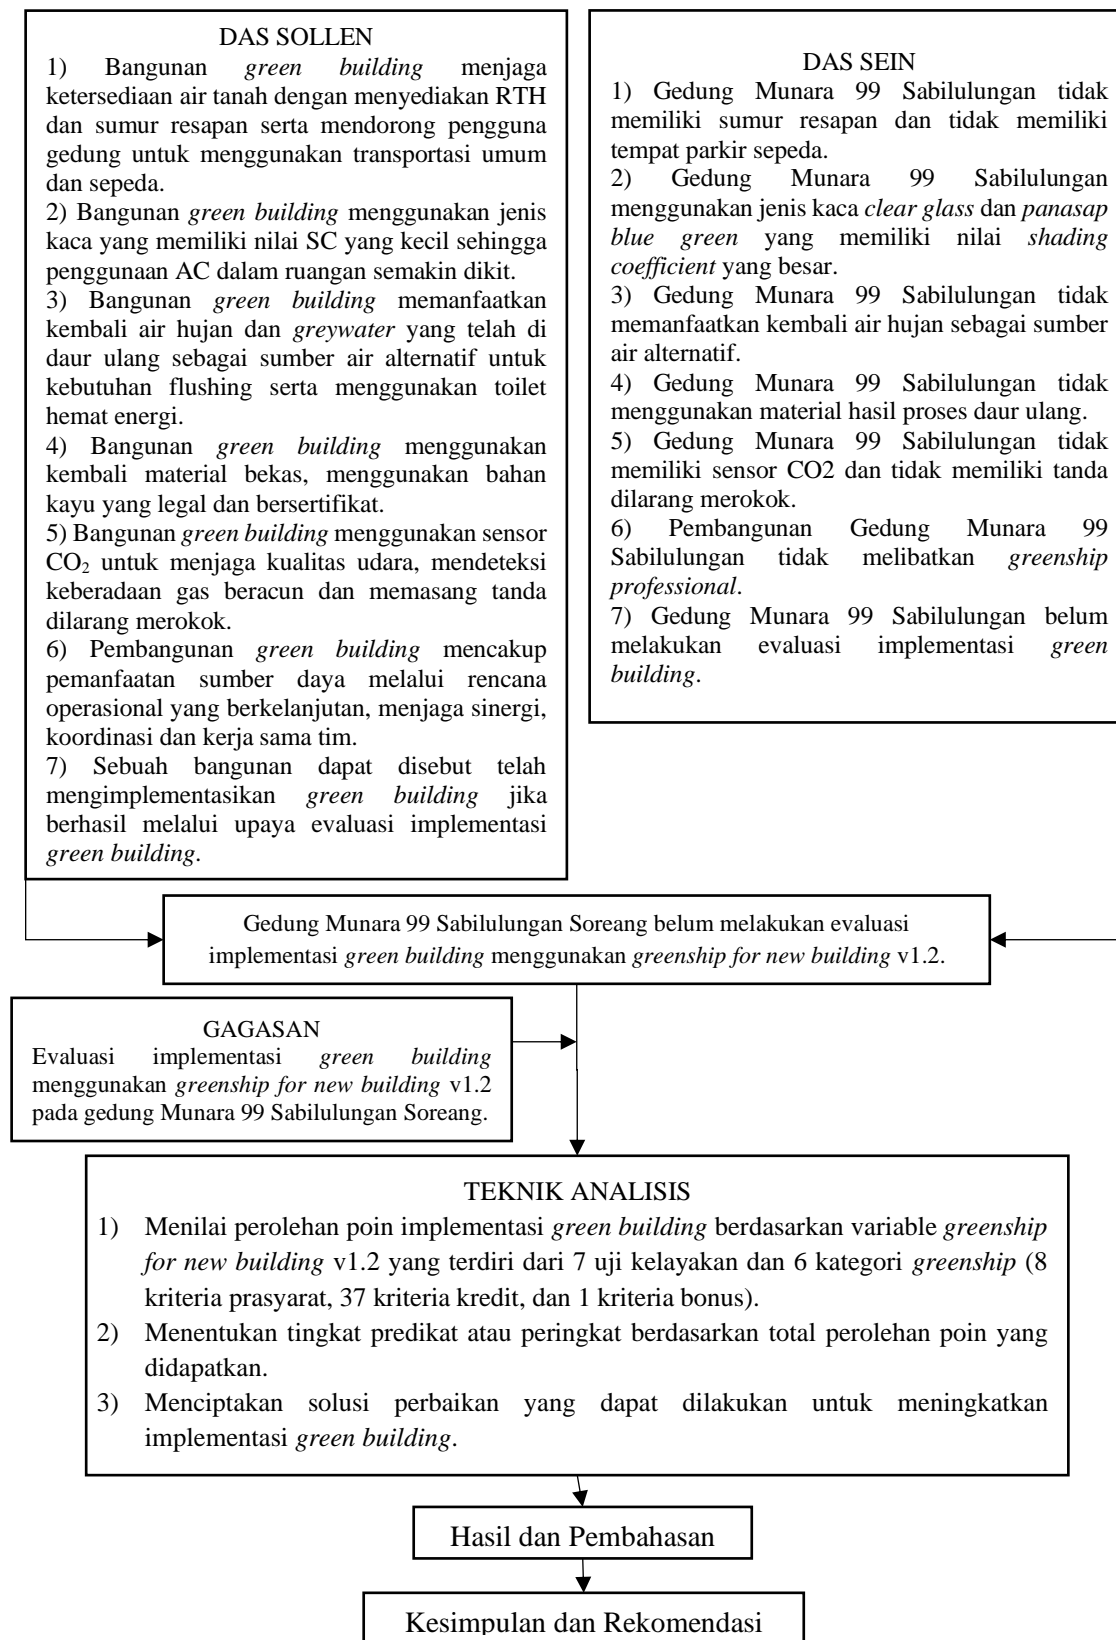 DAS SOLLEN
1) Bangunan green building menjaga
ketersediaan air tanah dengan menyediakan RTH
dan sumur resapan serta mendorong pengguna
gedung untuk menggunakan transportasi umum
dan sepeda.
2) Bangunan green building menggunakan jenis
kaca yang memiliki nilai SC yang kecil sehingga
penggunaan AC dalam ruangan semakin dikit.
3) Bangunan green building memanfaatkan
kembali air hujan dan greywater yang telah di
daur ulang sebagai sumber air alternatif untuk
kebutuhan flushing serta menggunakan toilet
hemat energi.
4) Bangunan green building menggunakan
kembali material bekas, menggunakan bahan
kayu yang legal dan bersertifikat.
5) Bangunan green building menggunakan sensor
CO₂ untuk menjaga kualitas udara, mendeteksi
keberadaan gas beracun dan memasang tanda
dilarang merokok.
6) Pembangunan green building mencakup
pemanfaatan sumber daya melalui rencana
operasional yang berkelanjutan, menjaga sinergi,
koordinasi dan kerja sama tim.
7) Sebuah bangunan dapat disebut telah
mengimplementasikan green building jika
berhasil melalui upaya evaluasi implementasi
green building.
DAS SEIN
1) Gedung Munara 99 Sabilulungan tidak
memiliki sumur resapan dan tidak memiliki
tempat parkir sepeda.
2) Gedung Munara 99 Sabilulungan
menggunakan jenis kaca clear glass dan panasap
blue green yang memiliki nilai shading
coefficient yang besar.
3) Gedung Munara 99 Sabilulungan tidak
memanfaatkan kembali air hujan sebagai sumber
air alternatif.
4) Gedung Munara 99 Sabilulungan tidak
menggunakan material hasil proses daur ulang.
5) Gedung Munara 99 Sabilulungan tidak
memiliki sensor CO2 dan tidak memiliki tanda
dilarang merokok.
6) Pembangunan Gedung Munara 99
Sabilulungan tidak melibatkan greenship
professional.
7) Gedung Munara 99 Sabilulungan belum
melakukan evaluasi implementasi green
building.
Gedung Munara 99 Sabilulungan Soreang belum melakukan evaluasi
implementasi green building menggunakan greenship for new building v1.2.
GAGASAN
Evaluasi implementasi green building
menggunakan greenship for new building v1.2
pada gedung Munara 99 Sabilulungan Soreang.
TEKNIK ANALISIS
1) Menilai perolehan poin implementasi green building berdasarkan variable greenship
for new building v1.2 yang terdiri dari 7 uji kelayakan dan 6 kategori greenship (8
kriteria prasyarat, 37 kriteria kredit, dan 1 kriteria bonus).
2) Menentukan tingkat predikat atau peringkat berdasarkan total perolehan poin yang
didapatkan.
3) Menciptakan solusi perbaikan yang dapat dilakukan untuk meningkatkan
implementasi green building.
Hasil dan Pembahasan
Kesimpulan dan Rekomendasi